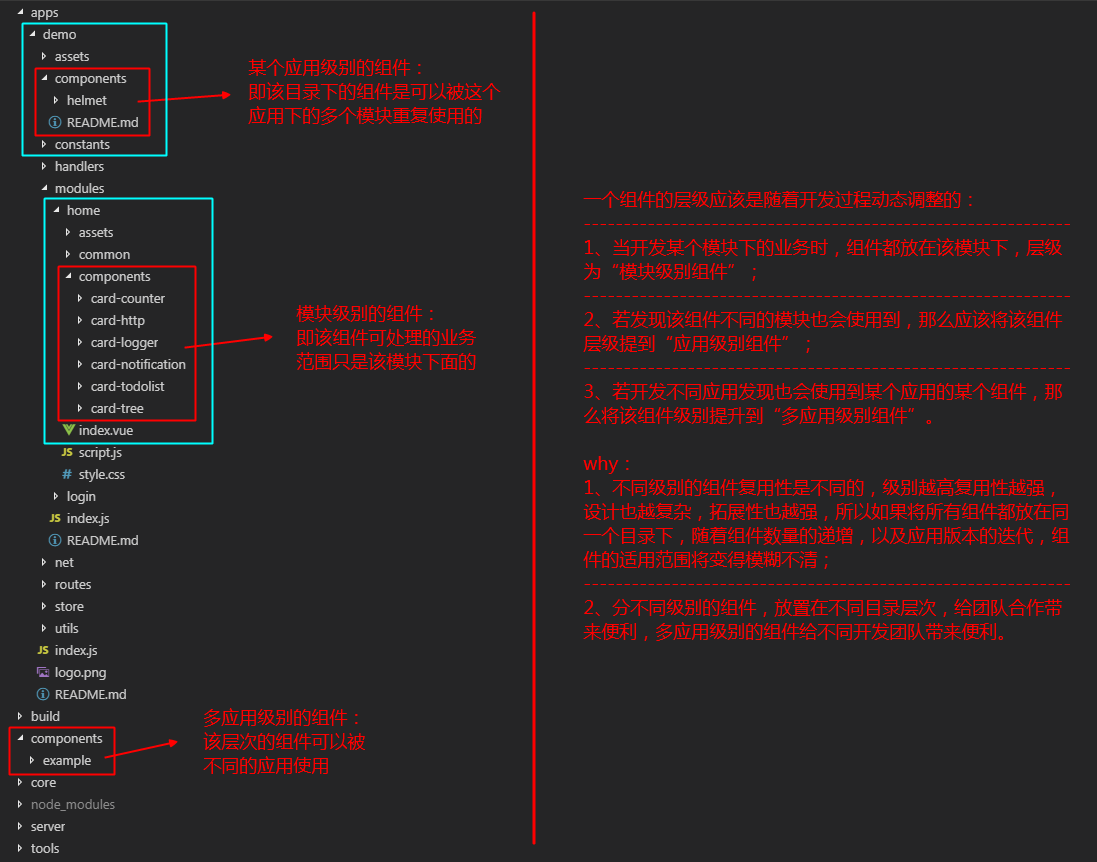 apps
demo
assets
components
helmet
README.md
constants
handlers
modules
home
assets
common
components
card-counter
card-http
card-logger
card-notification
card-todolist
card-tree
index.vue
script.js
style.css
login
index.js
README.md
net
routes
store
utils
index.js
logo.png
README.md
build
components
example
core
node_modules
server
tools
某个应用级别的组件：
即该目录下的组件是可以被这个
应用下的多个模块重复使用的
模块级别的组件：
即该组件可处理的业务
范围只是该模块下面的
多应用级别的组件：
该层次的组件可以被
不同的应用使用
一个组件的层级应该是随着开发过程动态调整的：
------------------------------------------------------------
1、当开发某个模块下的业务时，组件都放在该模块下，层级
为“模块级别组件”；
------------------------------------------------------------
2、若发现该组件不同的模块也会使用到，那么应该将该组件
层级提到“应用级别组件”；
------------------------------------------------------------
3、若开发不同应用发现也会使用到某个应用的某个组件，那
么将该组件级别提升到“多应用级别组件”。
why：
1、不同级别的组件复用性是不同的，级别越高复用性越强，
设计也越复杂，拓展性也越强，所以如果将所有组件都放在同
一个目录下，随着组件数量的递增，以及应用版本的迭代，组
件的适用范围将变得模糊不清；
------------------------------------------------------------
2、分不同级别的组件，放置在不同目录层次，给团队合作带
来便利，多应用级别的组件给不同开发团队带来便利。